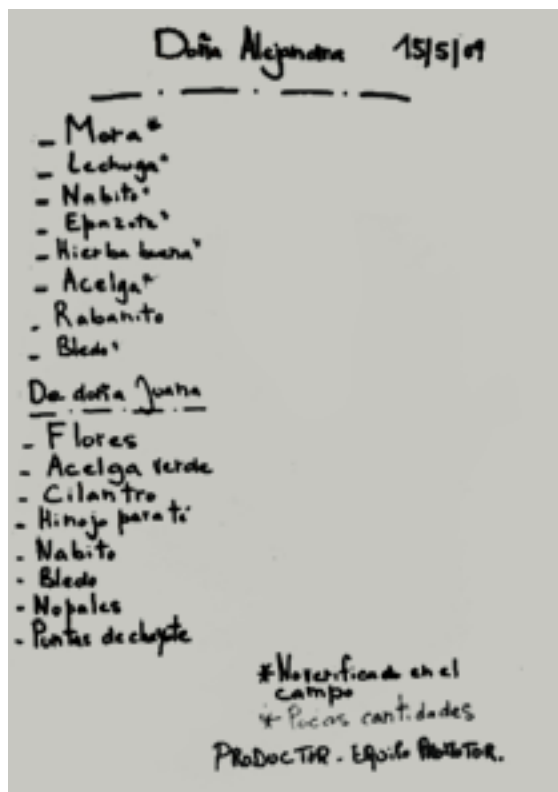 Doña Alejandra 15/5/09
- Mora*
- Lechuga*
- Nabito*
- Epazote*
- Hierba buena*
- Acelga*
- Rabanito
- Bledo*
De doña Juana
- Flores
- Acelga verde
- Cilantro
- Hinojo para té
- Nabito
- Bledo
- Nopales
- Puntas de chayote
*No verificado en el
campo
* Pocas cantidades
PRODUCTOR - Equipo